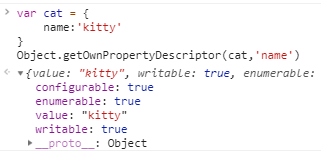 > var cat = {
name:'kitty'
}
Object.getOwnPropertyDescriptor(cat,'name')
{value: "kitty", writable: true, enumerable:
configurable: true
enumerable: true
value: "kitty"
writable: true
__proto__: Object